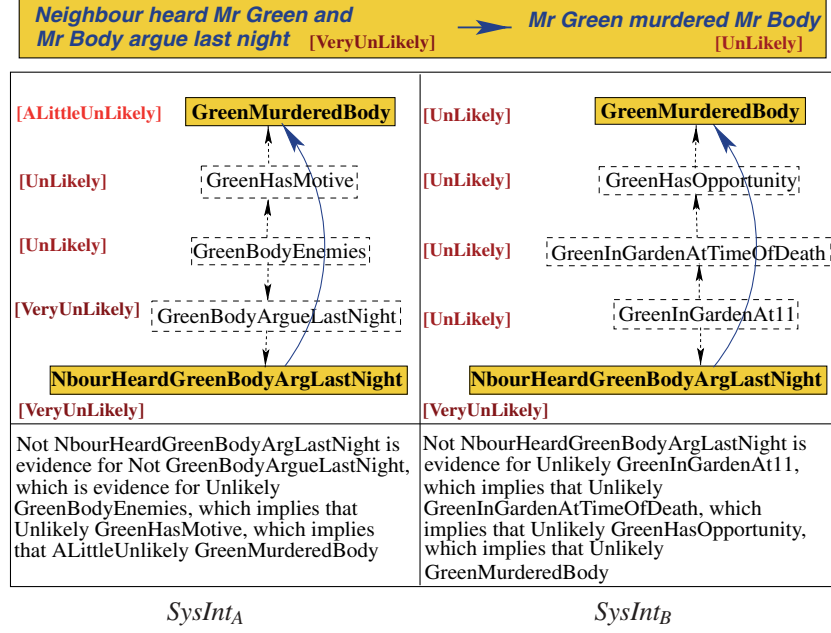 Neighbour heard Mr Green and
Mr Body argue last night [VeryUnLikely]
Mr Green murdered Mr Body
[UnLikely]
[ALittleUnLikely]
GreenMurderedBody
[UnLikely]
GreenHasMotive
[UnLikely]
GreenBodyEnemies
[VeryUnLikely]
GreenBodyArgueLastNight
NbourHeardGreenBodyArgLastNight
[VeryUnLikely]
Not NbourHeardGreenBodyArgLastNight is
evidence for Not GreenBodyArgueLastNight,
which is evidence for Unlikely
GreenBodyEnemies, which implies that
Unlikely GreenHasMotive, which implies
that ALittleUnlikely GreenMurderedBody
SysIntA
[UnLikely]
GreenMurderedBody
[UnLikely]
GreenHasOpportunity
[UnLikely]
GreenInGardenAtTimeOfDeath
[UnLikely]
GreenInGardenAt11
NbourHeardGreenBodyArgLastNight
[VeryUnLikely]
Not NbourHeardGreenBodyArgLastNight is
evidence for Unlikely GreenInGardenAt11,
which implies that Unlikely
GreenInGardenAtTimeOfDeath, which
implies that Unlikely GreenHasOpportunity,
which implies that Unlikely
GreenMurderedBody
SysIntB